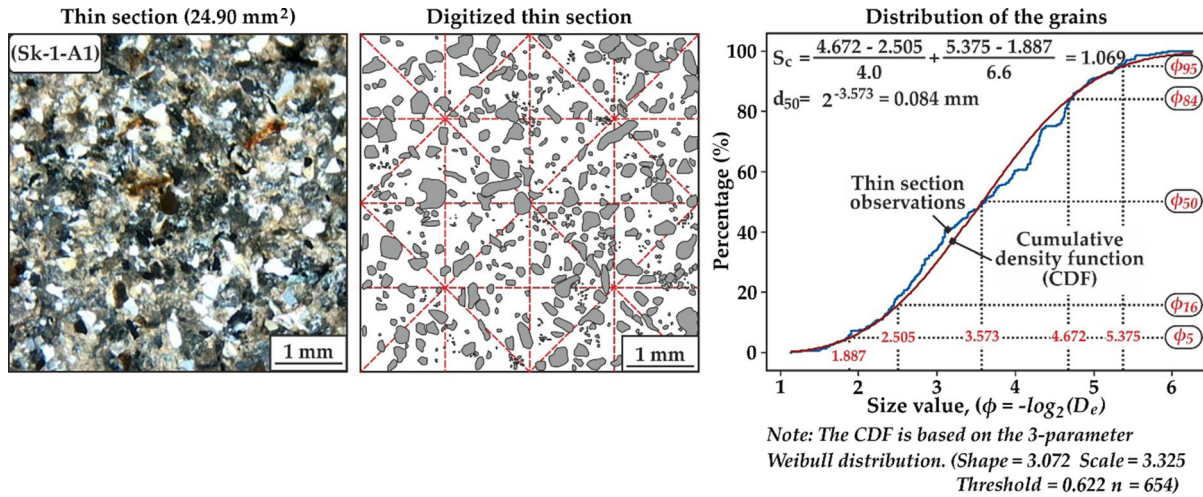 Thin section (24.90 mm²)
(Sk-1-A1)
1 mm
Digitized thin section
1 mm
Distribution of the grains
100
80
60
40
20
0
Percentage (%)
S_c = (4.672 - 2.505)/4.0 + (5.375 - 1.887)/6.6 = 1.069
d₅₀= 2^-3.573 = 0.084 mm
Thin section
observations
Cumulative
density function
(CDF)
ϕ95
ϕ84
ϕ50
ϕ16
ϕ5
1.887
2.505
3.573
4.672
5.375
1 2 3 4 5 6
Size value, (ϕ = -log₂(Dₑ)
Note: The CDF is based on the 3-parameter
Weibull distribution. (Shape = 3.072 Scale = 3.325
Threshold = 0.622 n = 654)